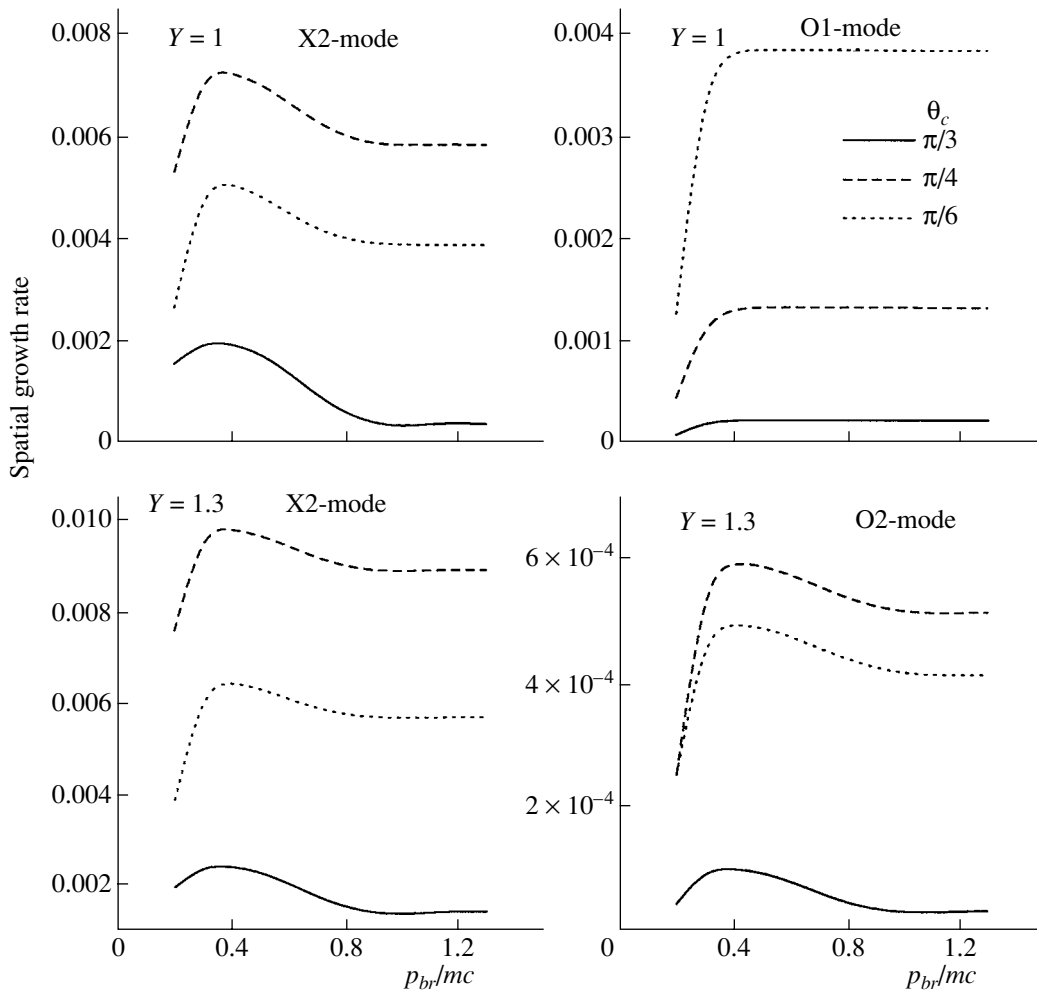 0.008
Y = 1
X2-mode
0.006
0.004
0.002
0
0.004
Y = 1
O1-mode
θc
π/3
π/4
π/6
0.003
0.002
0.001
0
Spatial growth rate
0.010
Y = 1.3
X2-mode
0.008
0.006
0.004
0.002
0 0.4 0.8 1.2
pbr/mc
Y = 1.3
O2-mode
6 × 10−4
4 × 10−4
2 × 10−4
0 0.4 0.8 1.2
pbr/mc